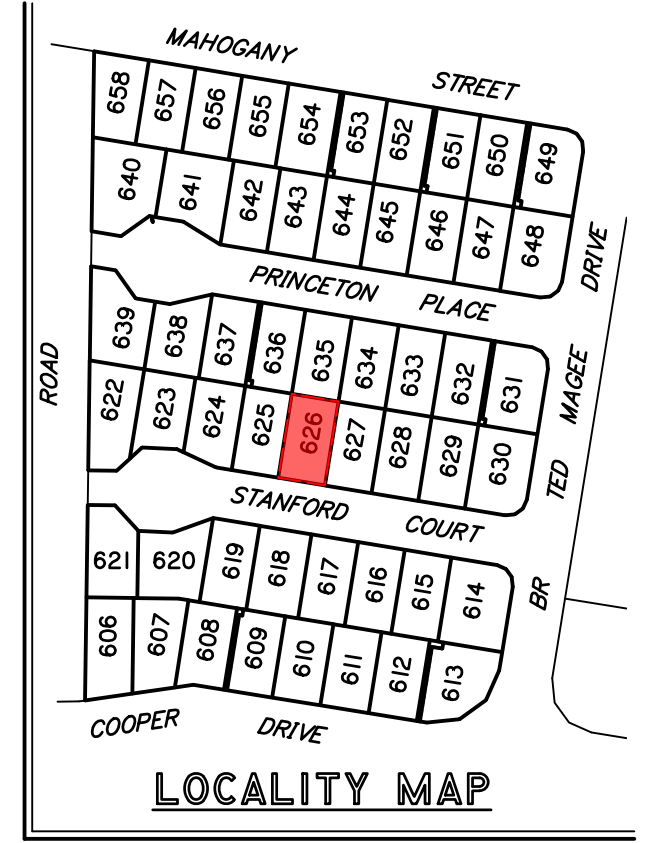 MAHOGANY STREET
658 657 656 655 654 653 652 651 650 649
640 641 642 643 644 645 646 647 648
DRIVE
PRINCETON PLACE
639 638 637 636 635 634 633 632 631
ROAD
MAGEE
622 623 624 625 626 627 628 629 630
TED
STANFORD COURT
621 620 619 618 617 616 615 614
BR
606 607 608 609 610 611 612 613
COOPER DRIVE
LOCALITY MAP